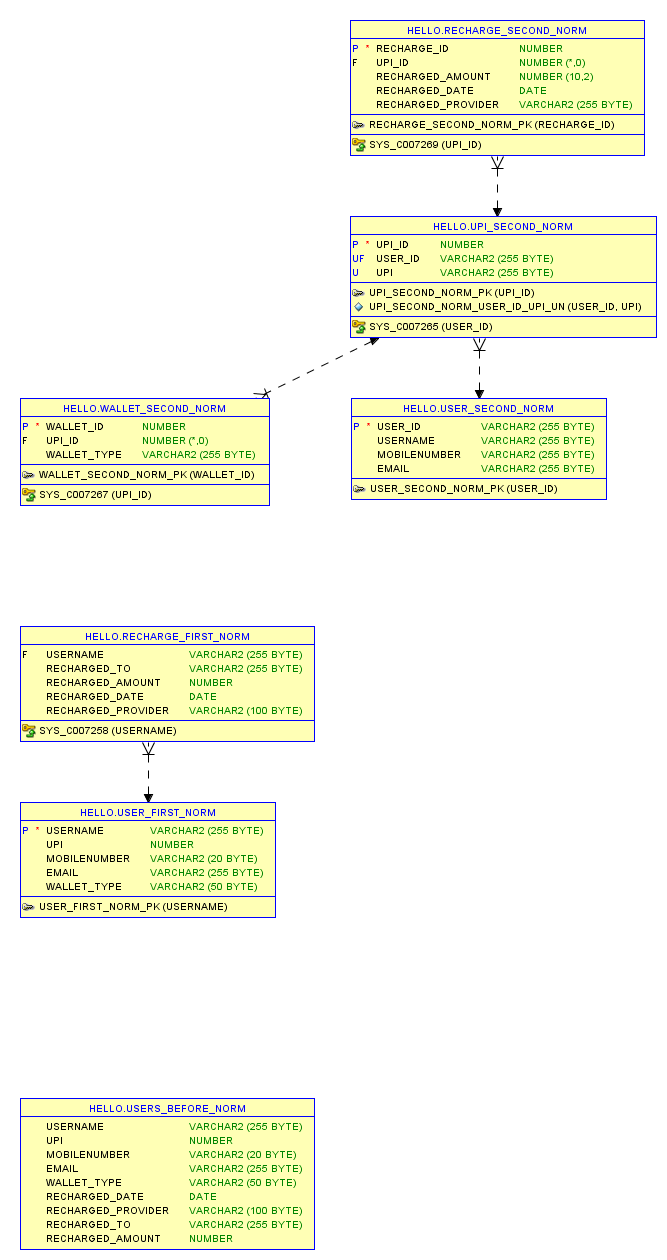 HELLO.RECHARGE_SECOND_NORM
P * RECHARGE_ID NUMBER
F UPI_ID NUMBER (*,0)
RECHARGED_AMOUNT NUMBER (10,2)
RECHARGED_DATE DATE
RECHARGED_PROVIDER VARCHAR2 (255 BYTE)
RECHARGE_SECOND_NORM_PK (RECHARGE_ID)
SYS_C007269 (UPI_ID)
HELLO.UPI_SECOND_NORM
P * UPI_ID NUMBER
UF USER_ID VARCHAR2 (255 BYTE)
U UPI VARCHAR2 (255 BYTE)
UPI_SECOND_NORM_PK (UPI_ID)
UPI_SECOND_NORM_USER_ID_UPI_UN (USER_ID, UPI)
SYS_C007265 (USER_ID)
HELLO.WALLET_SECOND_NORM
P * WALLET_ID NUMBER
F UPI_ID NUMBER (*,0)
WALLET_TYPE VARCHAR2 (255 BYTE)
WALLET_SECOND_NORM_PK (WALLET_ID)
SYS_C007267 (UPI_ID)
HELLO.USER_SECOND_NORM
P * USER_ID VARCHAR2 (255 BYTE)
USERNAME VARCHAR2 (255 BYTE)
MOBILENUMBER VARCHAR2 (255 BYTE)
EMAIL VARCHAR2 (255 BYTE)
USER_SECOND_NORM_PK (USER_ID)
HELLO.RECHARGE_FIRST_NORM
F USERNAME VARCHAR2 (255 BYTE)
RECHARGED_TO VARCHAR2 (255 BYTE)
RECHARGED_AMOUNT NUMBER
RECHARGED_DATE DATE
RECHARGED_PROVIDER VARCHAR2 (100 BYTE)
SYS_C007258 (USERNAME)
HELLO.USER_FIRST_NORM
P * USERNAME VARCHAR2 (255 BYTE)
UPI NUMBER
MOBILENUMBER VARCHAR2 (20 BYTE)
EMAIL VARCHAR2 (255 BYTE)
WALLET_TYPE VARCHAR2 (50 BYTE)
USER_FIRST_NORM_PK (USERNAME)
HELLO.USERS_BEFORE_NORM
USERNAME VARCHAR2 (255 BYTE)
UPI NUMBER
MOBILENUMBER VARCHAR2 (20 BYTE)
EMAIL VARCHAR2 (255 BYTE)
WALLET_TYPE VARCHAR2 (50 BYTE)
RECHARGED_DATE DATE
RECHARGED_PROVIDER VARCHAR2 (100 BYTE)
RECHARGED_TO VARCHAR2 (255 BYTE)
RECHARGED_AMOUNT NUMBER